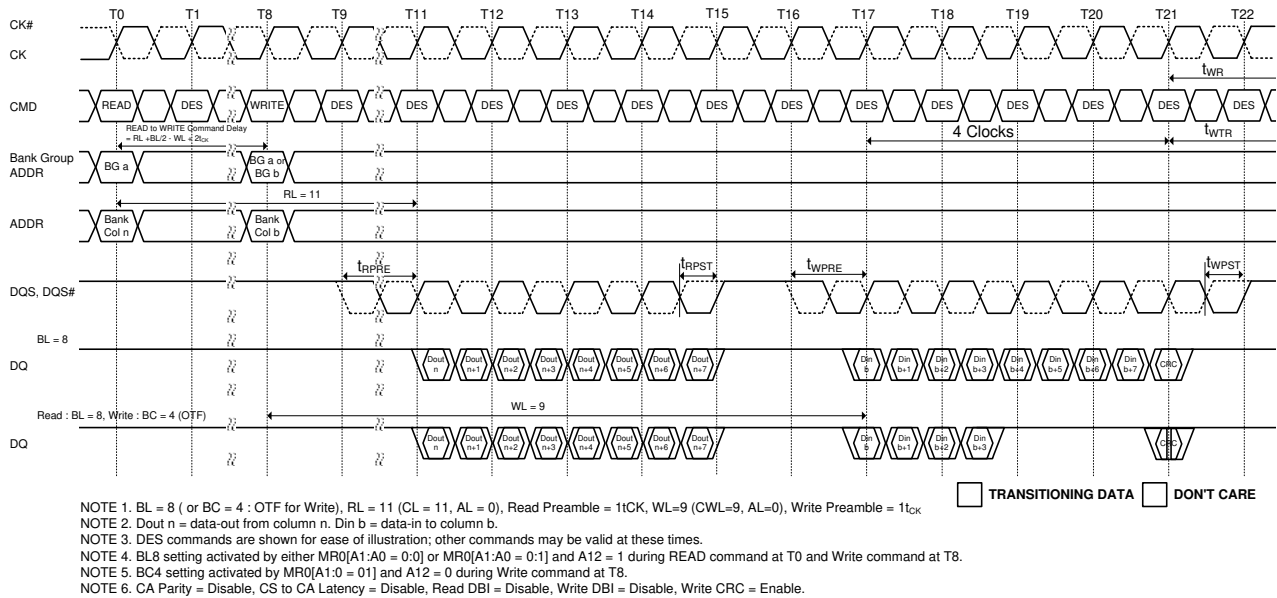 T0 T1 T8 T9 T10 T11 T12 T13 T14 T15 T16 T17 T18 T19 T20 T21 T22
CK#
CK
tWR
CMD READ DES WRITE DES DES DES DES DES DES DES DES DES DES DES DES DES
READ to WRITE Command Delay
= RL +BL/2 - WL + 2tCK
4 Clocks tWTR
Bank Group
ADDR
BG a
BG a or
BG b
RL = 11
ADDR
Bank
Col n
Bank
Col b
tRPRE tRPST tWPRE tWPST
DQS, DQS#
BL = 8
DQ
Dout n Dout n+1 Dout n+2 Dout n+3 Dout n+4 Dout n+5 Dout n+6 Dout n+7 Din b Din b+1 Din b+2 Din b+3 Din b+4 Din b+5 Din b+6 Din b+7 CRC
Read : BL = 8, Write : BC = 4 (OTF) WL = 9
DQ
Dout n Dout n+1 Dout n+2 Dout n+3 Dout n+4 Dout n+5 Dout n+6 Dout n+7 Din b Din b+1 Din b+2 Din b+3 CRC
TRANSITIONING DATA DON'T CARE
NOTE 1. BL = 8 ( or BC = 4 : OTF for Write), RL = 11 (CL = 11, AL = 0), Read Preamble = 1tCK, WL=9 (CWL=9, AL=0), Write Preamble = 1tCK
NOTE 2. Dout n = data-out from column n. Din b = data-in to column b.
NOTE 3. DES commands are shown for ease of illustration; other commands may be valid at these times.
NOTE 4. BL8 setting activated by either MR0[A1:A0 = 0:0] or MR0[A1:A0 = 0:1] and A12 = 1 during READ command at T0 and Write command at T8.
NOTE 5. BC4 setting activated by MR0[A1:0 = 01] and A12 = 0 during Write command at T8.
NOTE 6. CA Parity = Disable, CS to CA Latency = Disable, Read DBI = Disable, Write DBI = Disable, Write CRC = Enable.